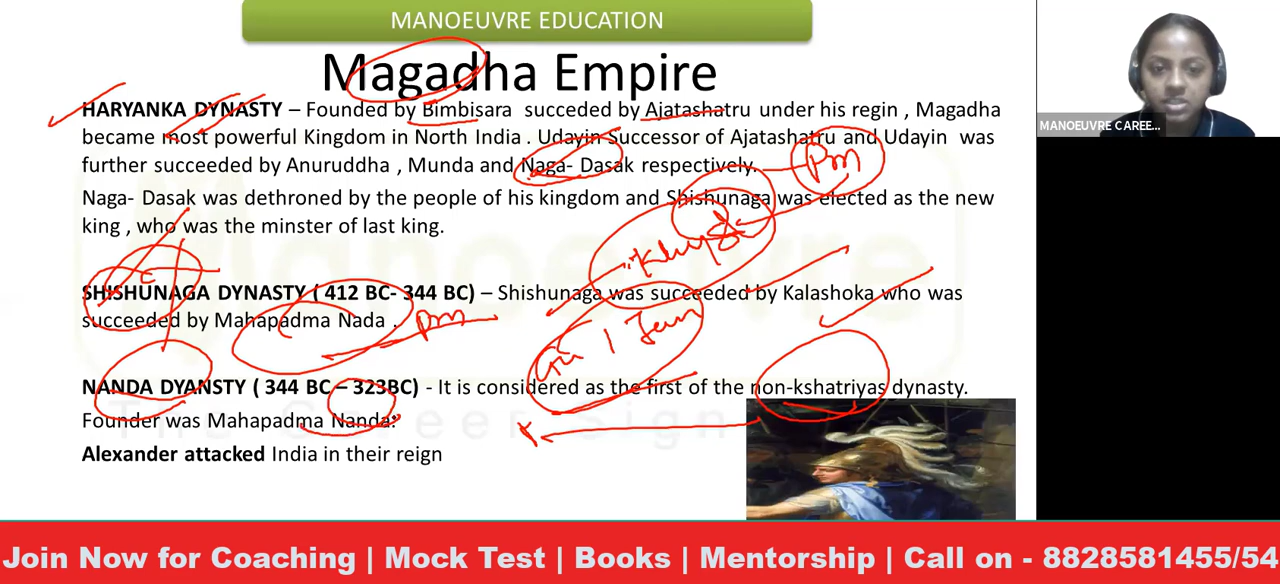 MANOEUVRE EDUCATION
Magadha Empire
HARYANKA DYNASTY – Founded by Bimbisara succeded by Ajatashatru under his regin , Magadha
became most powerful Kingdom in North India . Udayin Successor of Ajatashatru and Udayin was
further succeeded by Anuruddha , Munda and Naga- Dasak respectively.
Pm
Naga- Dasak was dethroned by the people of his kingdom and Shishunaga was elected as the new
king , who was the minster of last king.
SHISHUNAGA DYNASTY ( 412 BC- 344 BC) – Shishunaga was succeeded by Kalashoka who was
succeeded by Mahapadma Nada .
Pm
NANDA DYANSTY ( 344 BC – 323BC) - It is considered as the first of the non-kshatriyas dynasty.
Founder was Mahapadma Nanda.
Alexander attacked India in their reign
MANOEUVRE CAREE...
Join Now for Coaching | Mock Test | Books | Mentorship | Call on - 8828581455/54